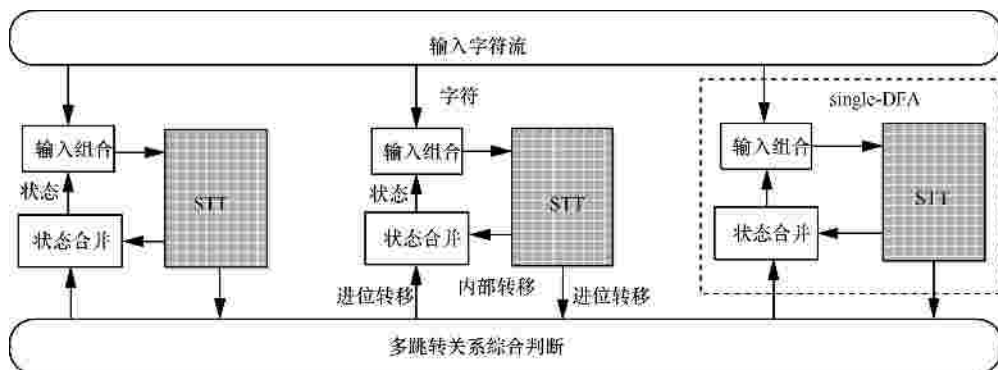 输入字符流
字符
single-DFA
输入组合
输入组合
输入组合
状态
STT
状态
STT
STT
状态合并
状态合并
状态合并
进位转移
内部转移
进位转移
多跳转关系综合判断